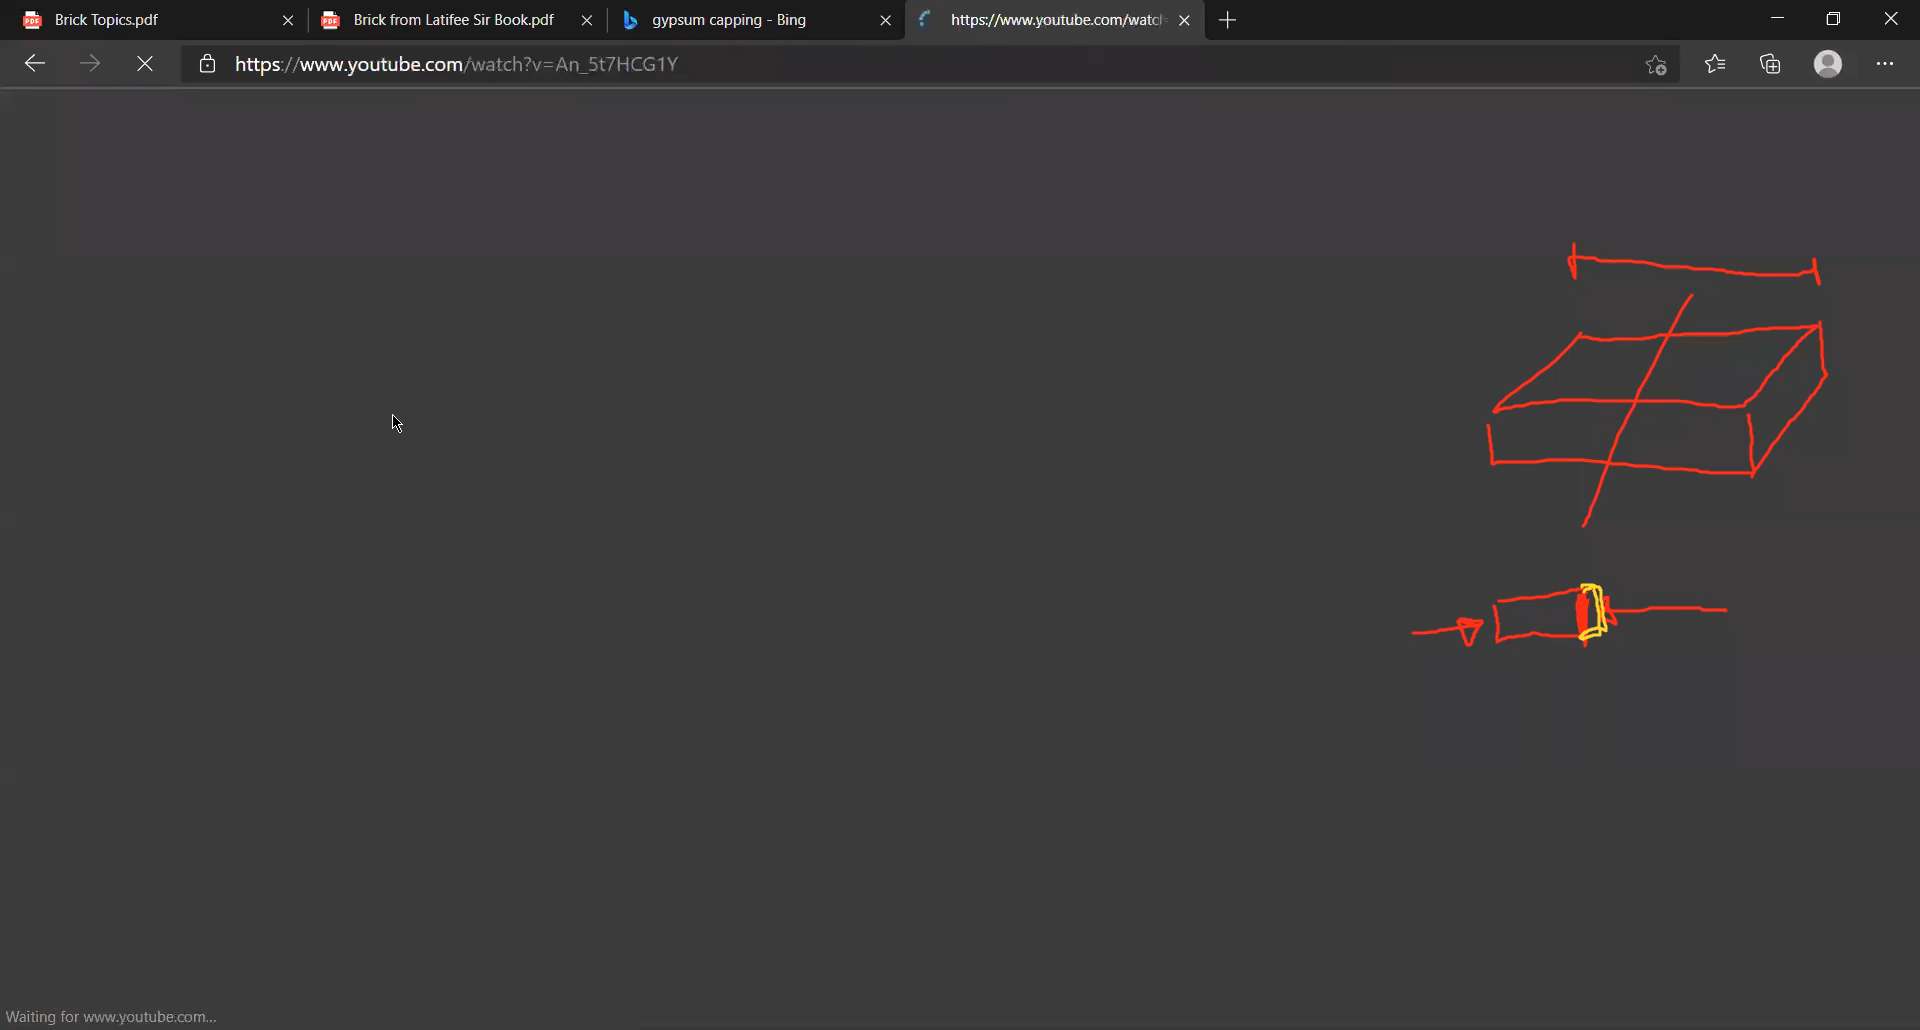 Brick Topics.pdf
Brick from Latifee Sir Book.pdf
gypsum capping - Bing
https://www.youtube.com/watch
https://www.youtube.com/watch?v=An_5t7HCG1Y
Waiting for www.youtube.com...